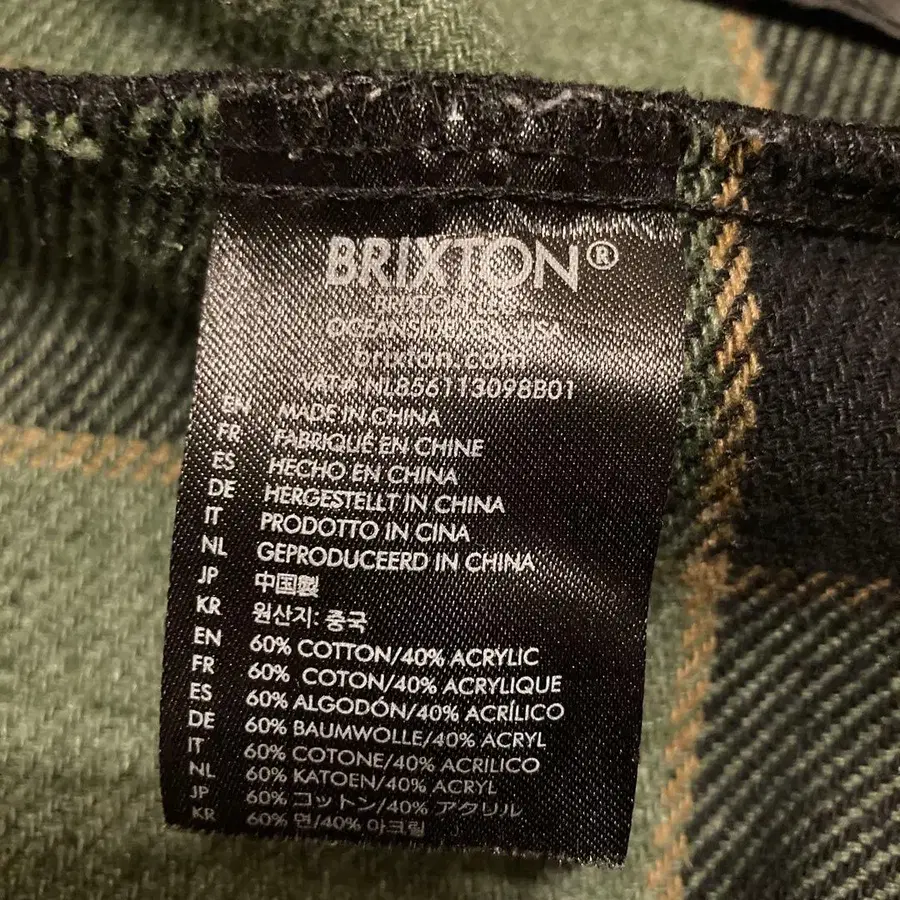 BRIXTON®
BRIXTON
OCEANSIDE, CA, USA
brixton.com
VAT# NL856113098B01
EN MADE IN CHINA
FR FABRIQUÉ EN CHINE
ES HECHO EN CHINA
DE HERGESTELLT IN CHINA
IT PRODOTTO IN CINA
NL GEPRODUCEERD IN CHINA
JP 中国製
KR 원산지: 중국
EN 60% COTTON/40% ACRYLIC
FR 60% COTON/40% ACRYLIQUE
ES 60% ALGODÓN/40% ACRÍLICO
DE 60% BAUMWOLLE/40% ACRYL
IT 60% COTONE/40% ACRILICO
NL 60% KATOEN/40% ACRYL
JP 60% コットン/40% アクリル
KR 60% 면/40% 아크릴